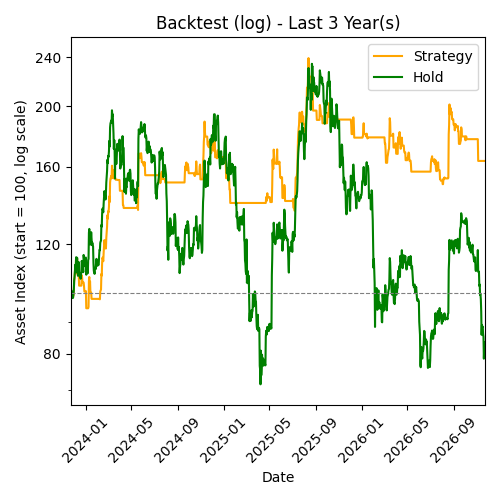 Backtest (log) - Last 3 Year(s)
Strategy
Hold
Asset Index (start = 100, log scale)
240
200
160
120
80
2024-01
2024-05
2024-09
2025-01
2025-05
2025-09
2026-01
2026-05
2026-09
Date